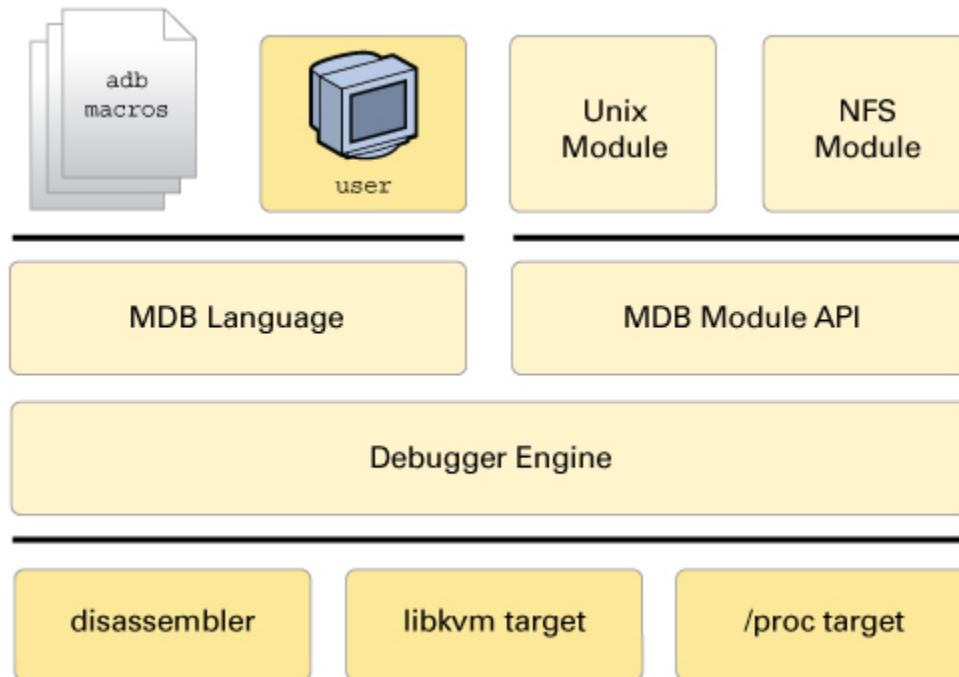 adb
macros
user
Unix
Module
NFS
Module
MDB Language
MDB Module API
Debugger Engine
disassembler
libkvm target
/proc target